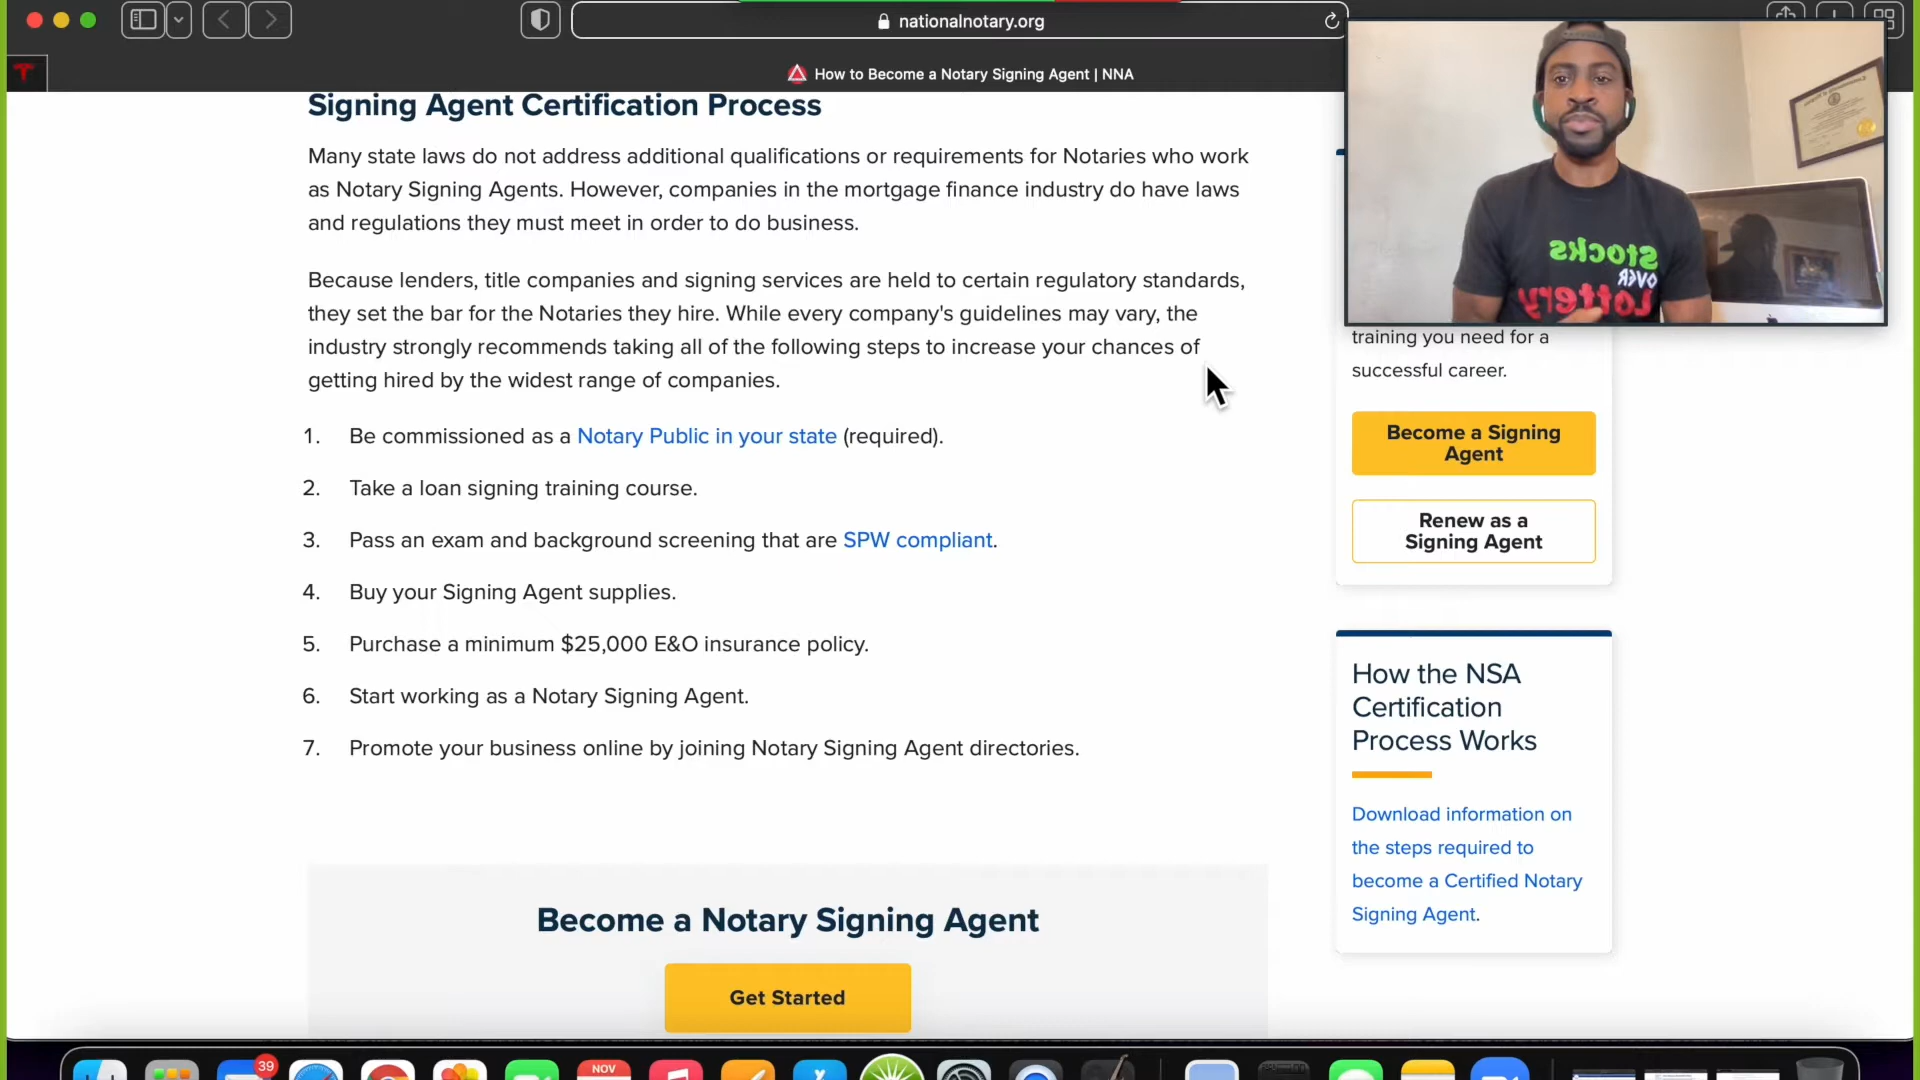 nationalnotary.org
How to Become a Notary Signing Agent | NNA
Signing Agent Certification Process
Many state laws do not address additional qualifications or requirements for Notaries who work
as Notary Signing Agents. However, companies in the mortgage finance industry do have laws
and regulations they must meet in order to do business.
Because lenders, title companies and signing services are held to certain regulatory standards,
they set the bar for the Notaries they hire. While every company's guidelines may vary, the
industry strongly recommends taking all of the following steps to increase your chances of
getting hired by the widest range of companies.
1. Be commissioned as a Notary Public in your state (required).
2. Take a loan signing training course.
3. Pass an exam and background screening that are SPW compliant.
4. Buy your Signing Agent supplies.
5. Purchase a minimum $25,000 E&O insurance policy.
6. Start working as a Notary Signing Agent.
7. Promote your business online by joining Notary Signing Agent directories.
Become a Notary Signing Agent
Get Started
Stocks
OVER
Lottery
training you need for a
successful career.
Become a Signing
Agent
Renew as a
Signing Agent
How the NSA
Certification
Process Works
Download information on
the steps required to
become a Certified Notary
Signing Agent.
39
NOV